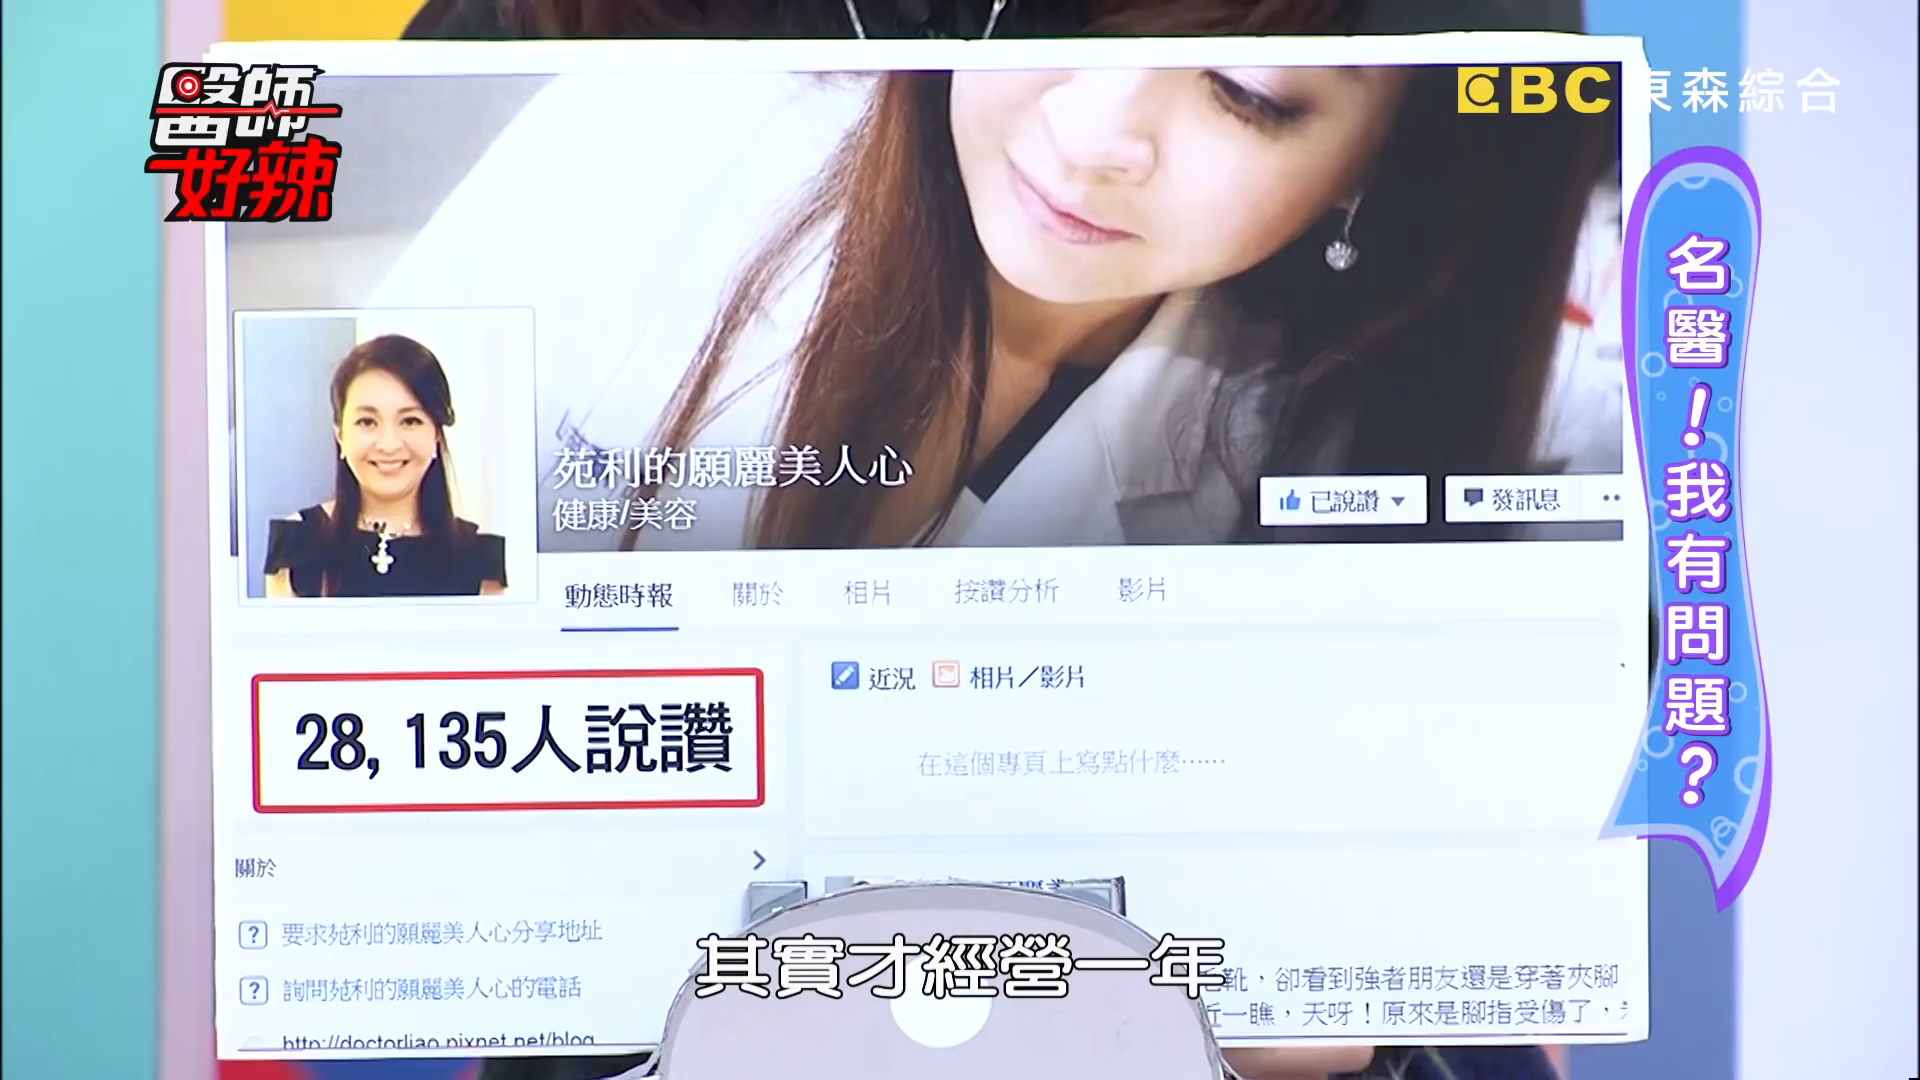 醫師
好辣
EBC 東森綜合
名醫！我有問題？
苑利的願麗美人心
健康/美容
已說讚
發訊息
動態時報 關於 相片 按讚分析 影片
28,135人說讚
近況 相片／影片
在這個專頁上寫點什麼……
關於
要求苑利的願麗美人心分享地址
詢問苑利的願麗美人心的電話
http://doctorliao.pixnet.net/blog
靴，卻看到強者朋友還是穿著夾腳
近一瞧，天呀！原來是腳指受傷了，
其實才經營一年